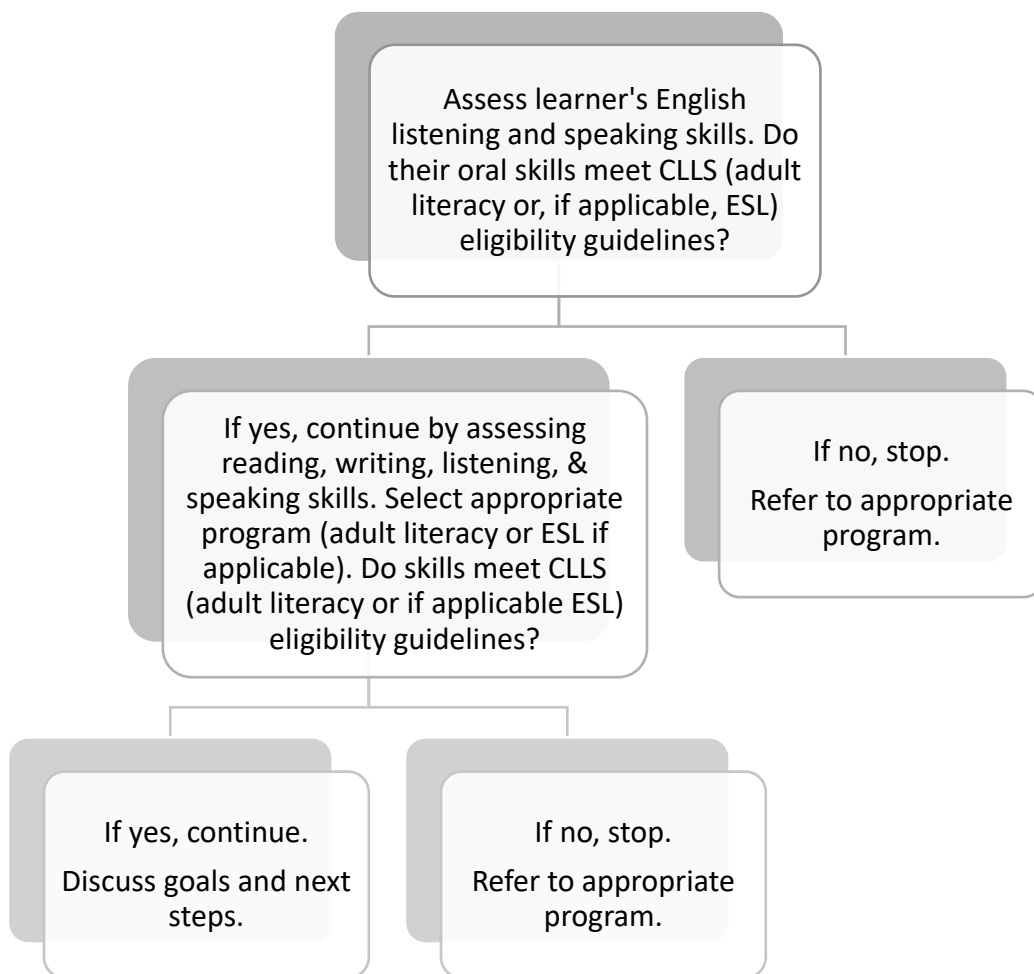 Assess learner's English
listening and speaking skills. Do
their oral skills meet CLLS (adult
literacy or, if applicable, ESL)
eligibility guidelines?
If yes, continue by assessing
reading, writing, listening, &
speaking skills. Select appropriate
program (adult literacy or ESL if
applicable). Do skills meet CLLS
(adult literacy or if applicable ESL)
eligibility guidelines?
If no, stop.
Refer to appropriate
program.
If yes, continue.
Discuss goals and next
steps.
If no, stop.
Refer to appropriate
program.